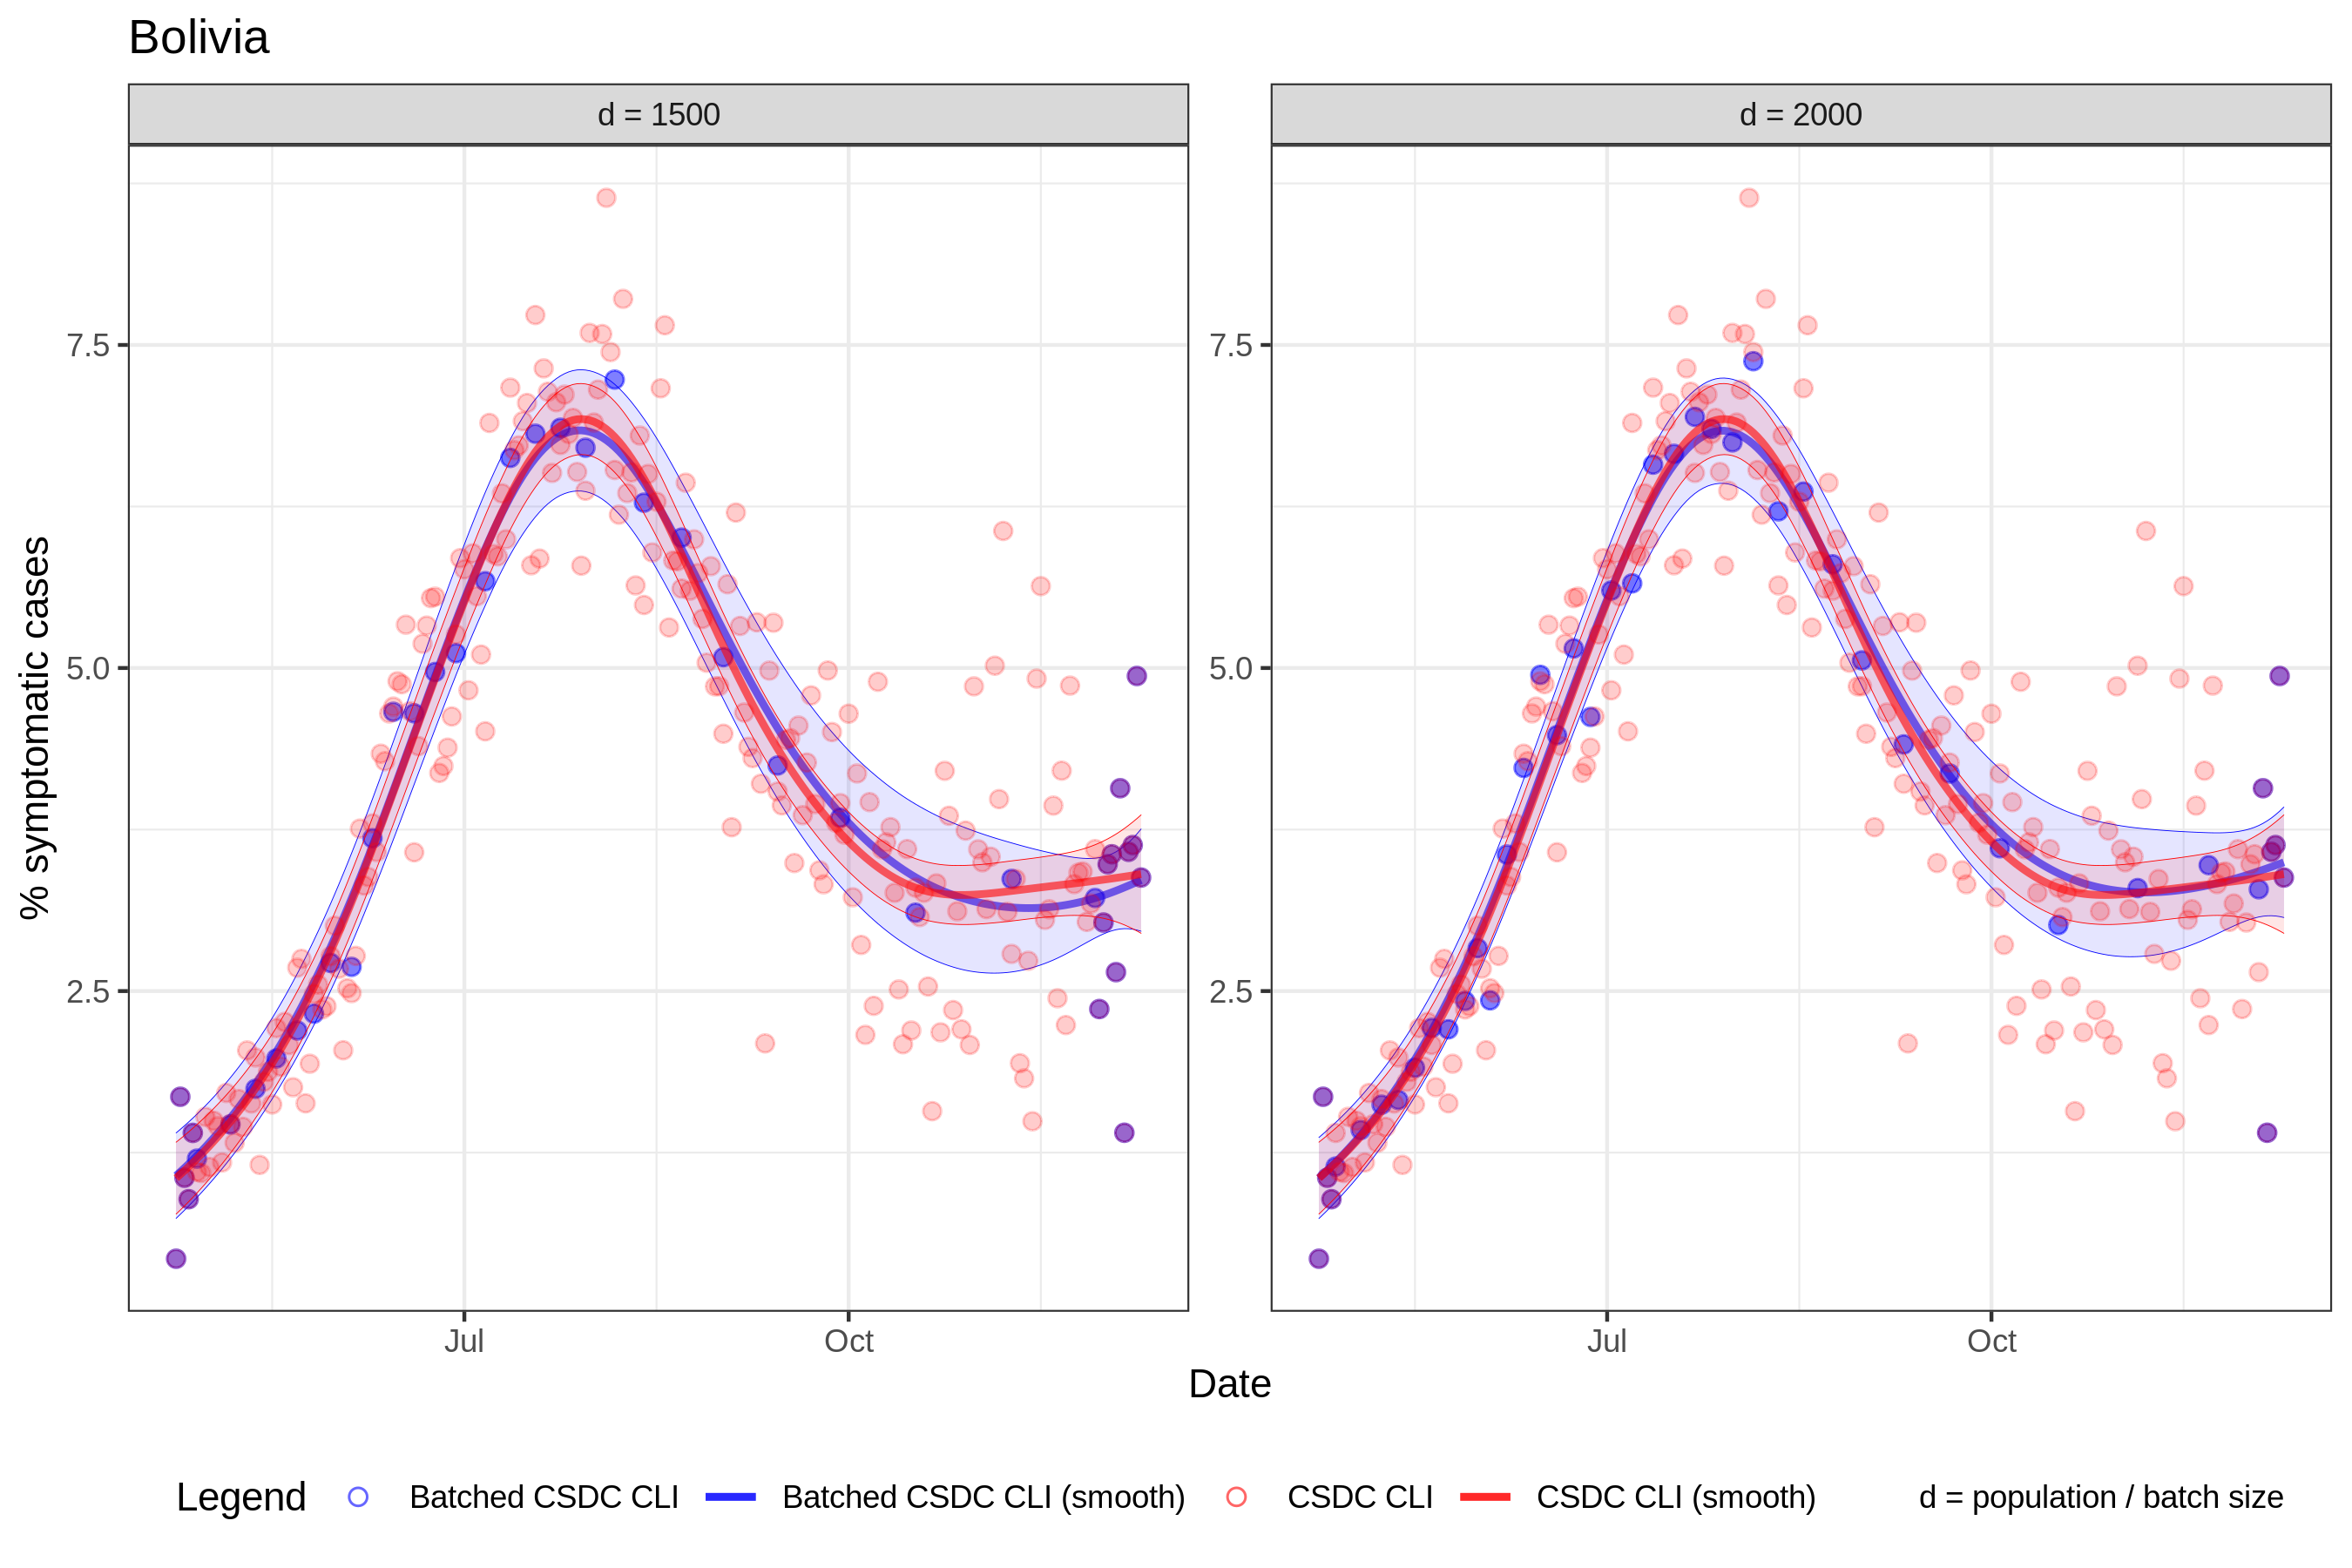 Bolivia
d = 1500
d = 2000
% symptomatic cases
7.5
5.0
2.5
7.5
5.0
2.5
Jul
Oct
Jul
Oct
Date
Legend
Batched CSDC CLI
Batched CSDC CLI (smooth)
CSDC CLI
CSDC CLI (smooth)
d = population / batch size